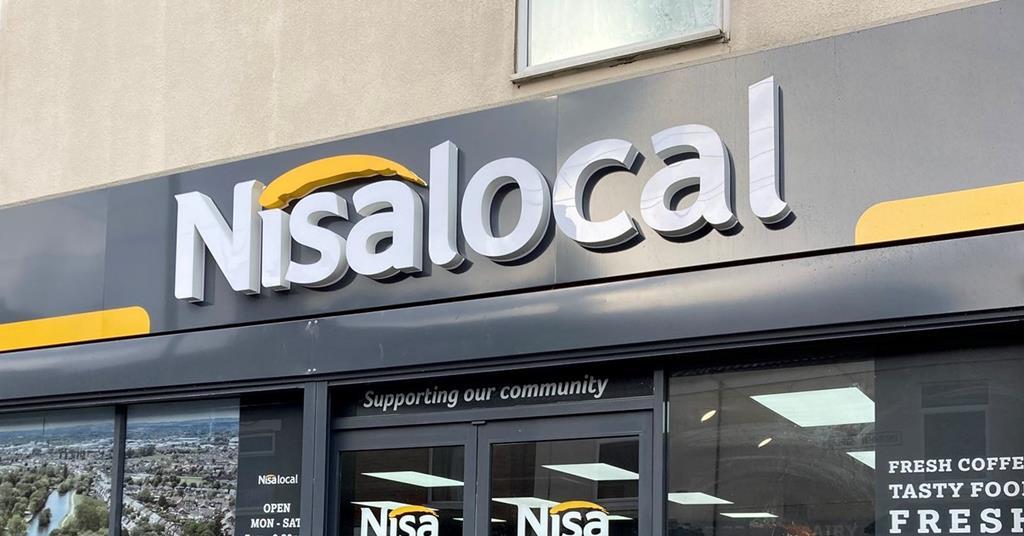 Nisalocal
Supporting our community
Nisalocal
OPEN
MON - SAT
Nisa
Nisa
FRESH COFFE
TASTY FOO
FRESH